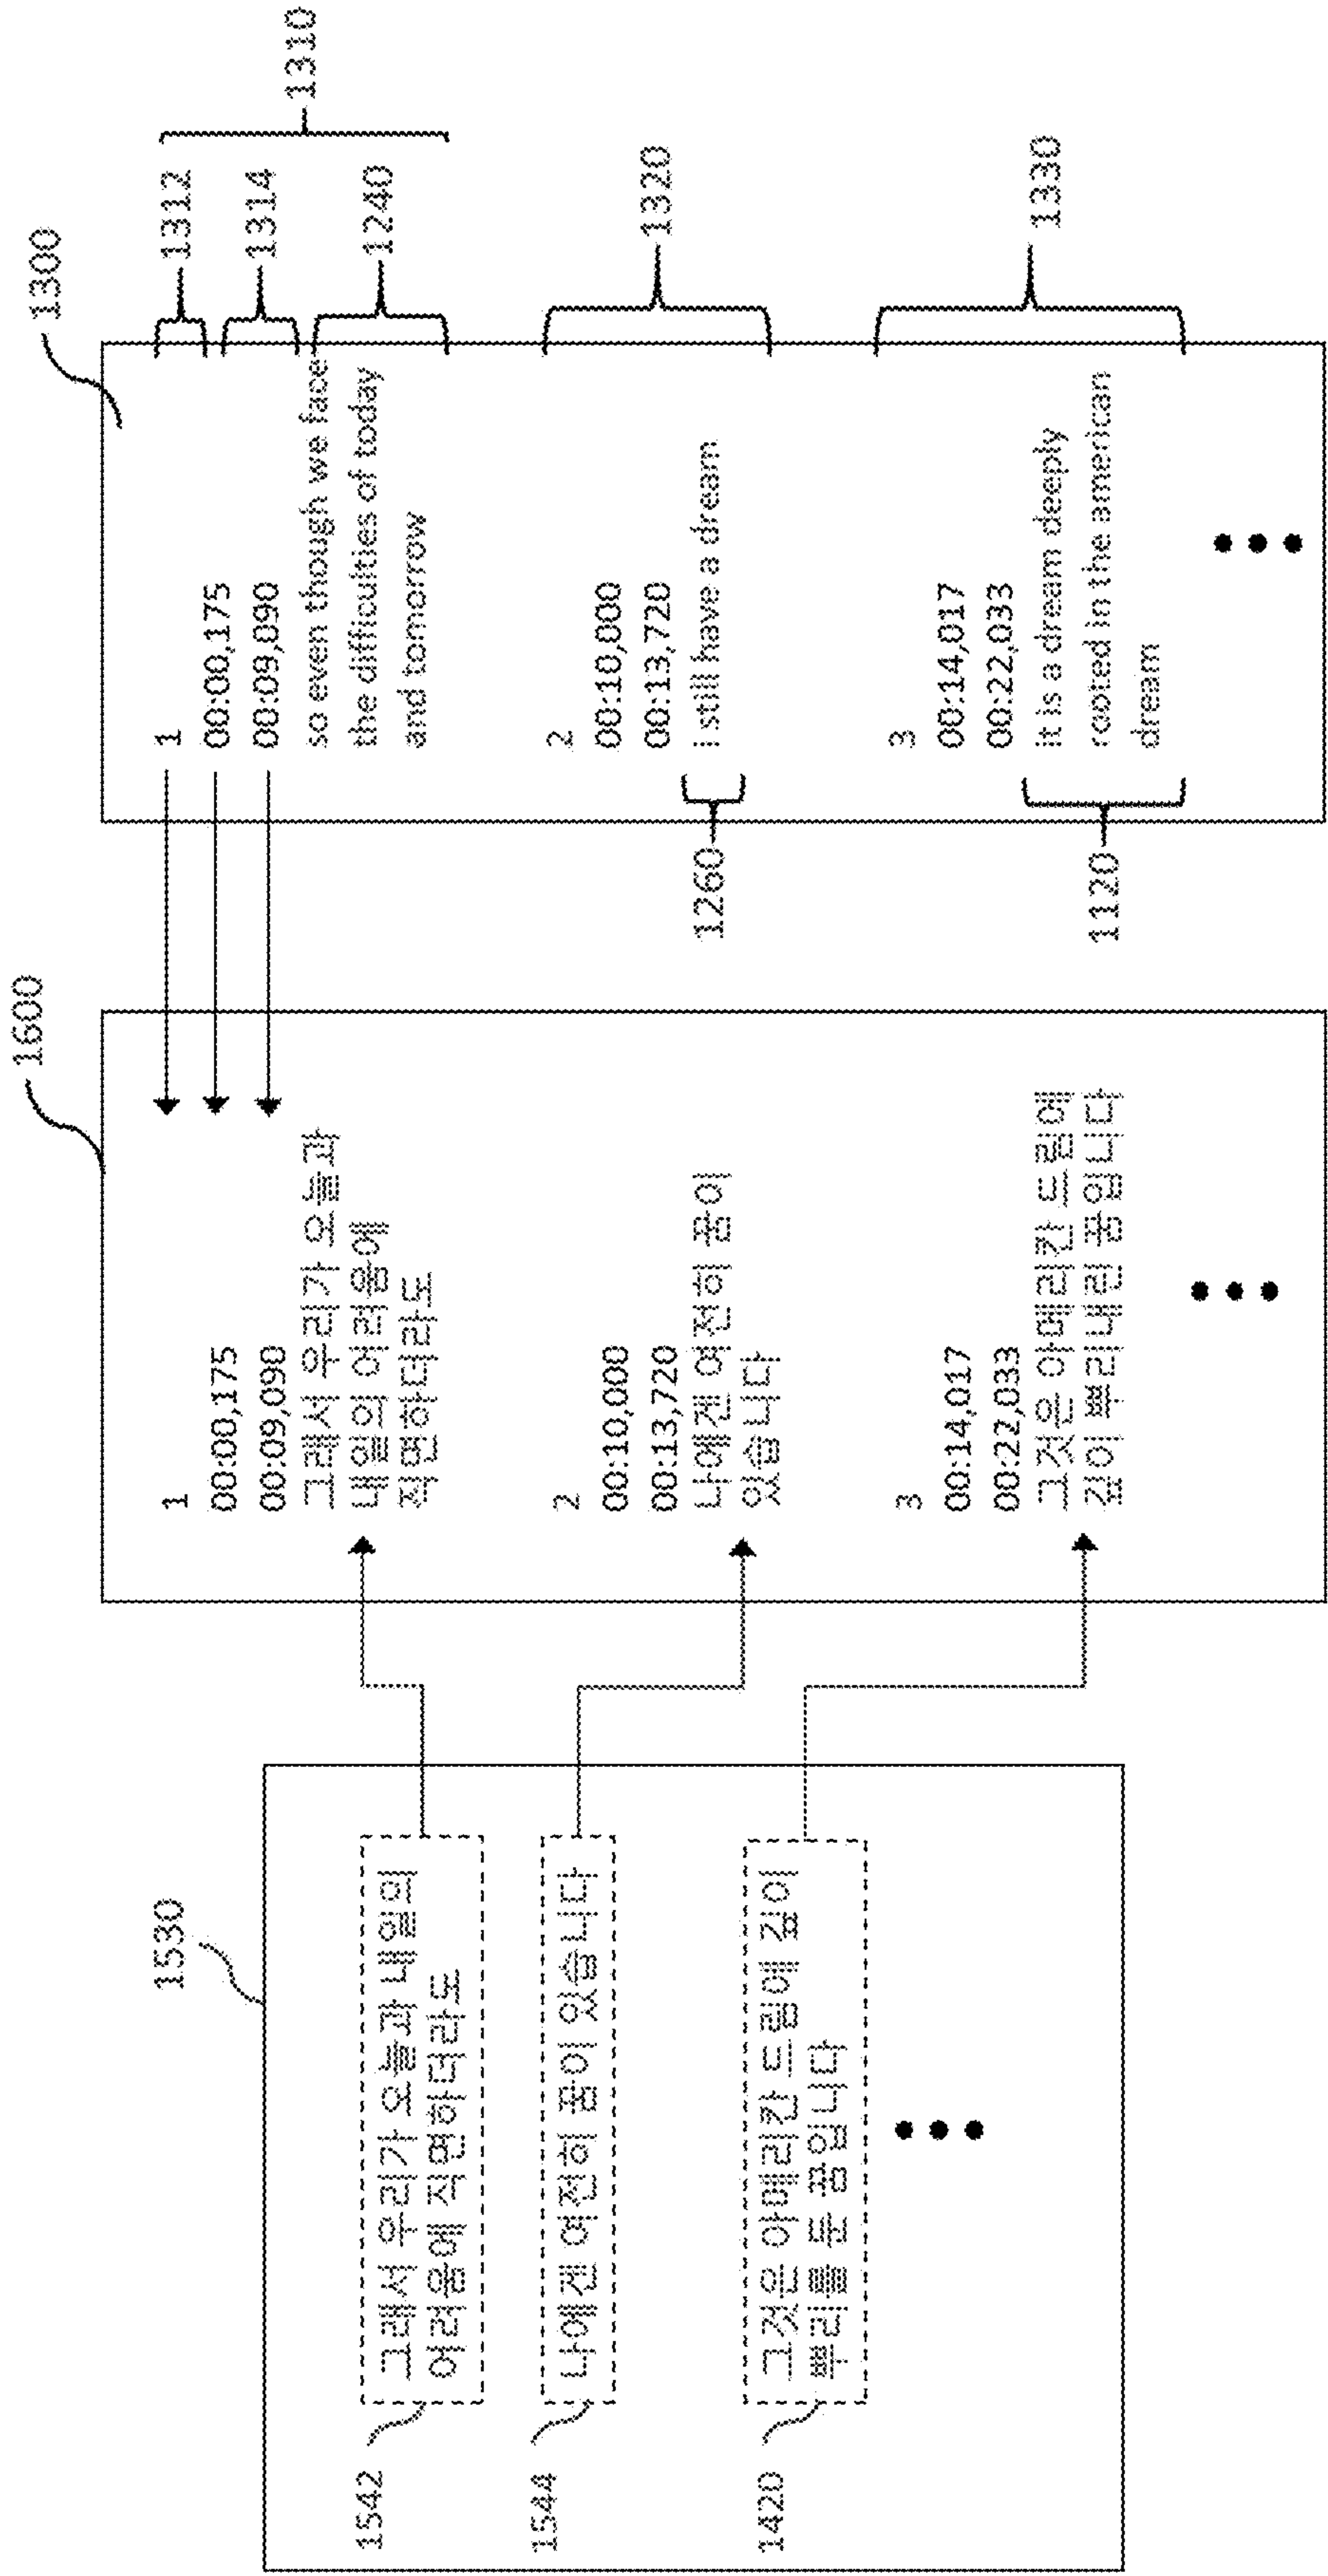 1530
1542
그래서 우리가 오늘과 내일의
어려움에 직면하더라도
1544
나에겐 여전히 꿈이 있습니다
1420
그것은 아메리칸 드림에 깊이
뿌리를 둔 꿈입니다
1600
1
00:00,175
00:09,090
그래서 우리가 오늘과
내일의 어려움에
직면하더라도
2
00:10,000
00:13,720
나에겐 여전히 꿈이
있습니다
3
00:14,017
00:22,033
그것은 아메리칸 드림에
깊이 뿌리내린 꿈입니다
1300
1
00:00,175
00:09,090
so even though we face
the difficulties of today
and tomorrow
1312
1314
1240
1310
2
00:10,000
00:13,720
i still have a dream
1260
1320
3
00:14,017
00:22,033
it is a dream deeply
rooted in the american
dream
1120
1330